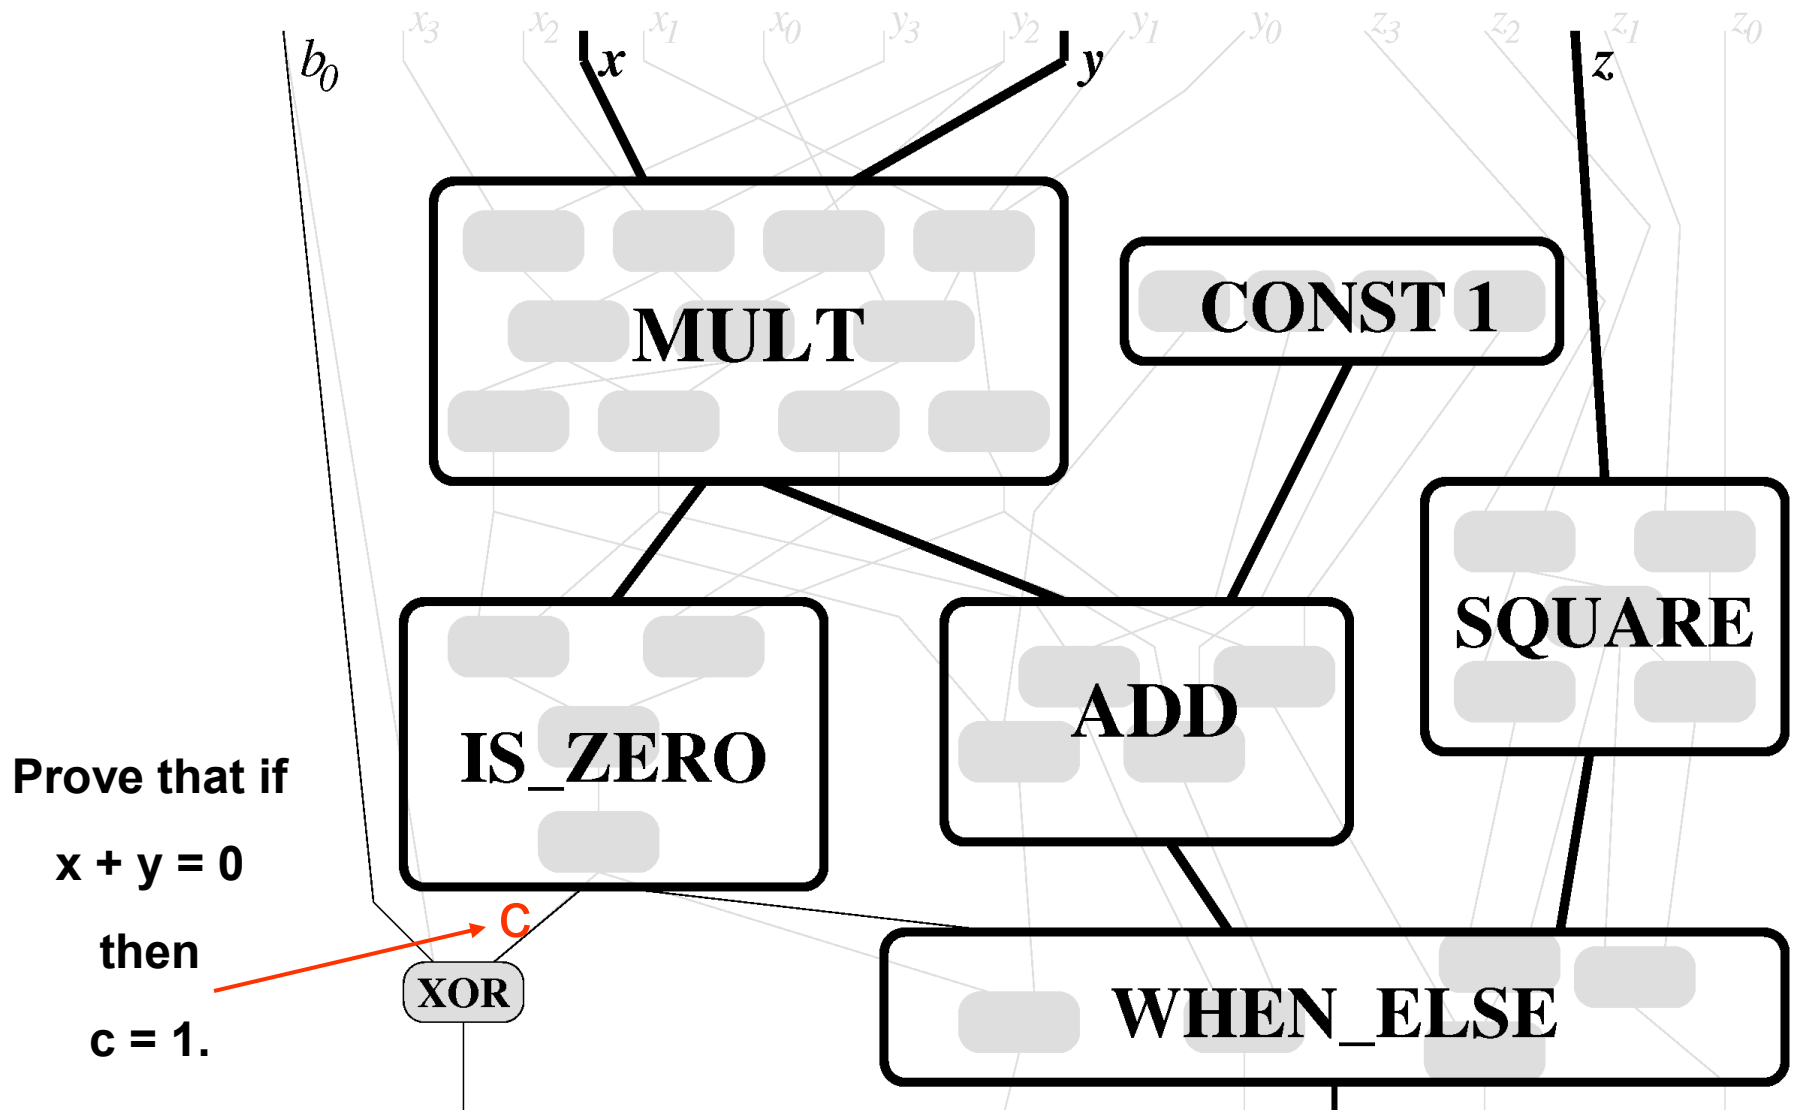 x3 x2 x1 x0 y3 y2 y1 y0 z3 z2 z1 z0
b0 x y z
MULT
CONST 1
SQUARE
ADD
IS_ZERO
Prove that if
x + y = 0
then
c = 1.
C
XOR
WHEN_ELSE